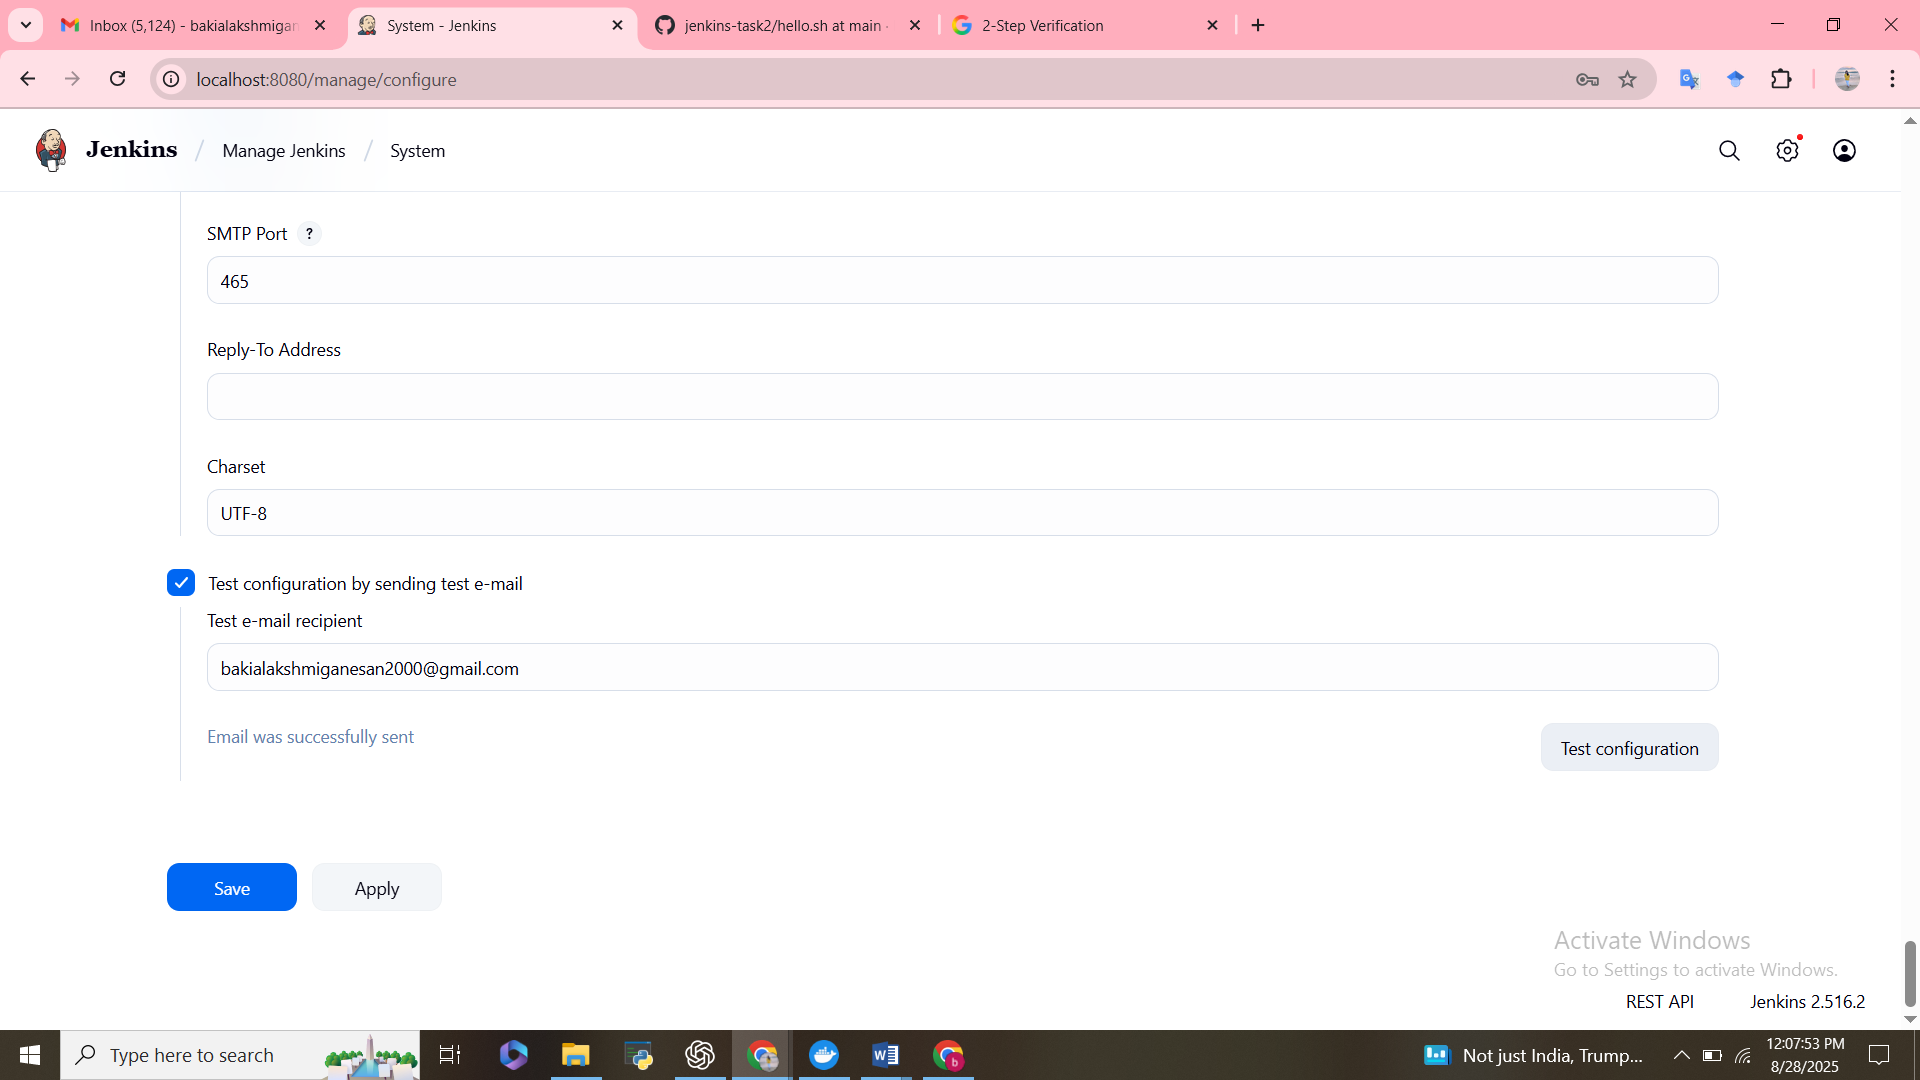 Inbox (5,124) - bakialakshmigan
System - Jenkins
jenkins-task2/hello.sh at main
2-Step Verification
localhost:8080/manage/configure
Jenkins / Manage Jenkins / System
SMTP Port ?
465
Reply-To Address
Charset
UTF-8
Test configuration by sending test e-mail
Test e-mail recipient
bakialakshmiganesan2000@gmail.com
Email was successfully sent
Test configuration
Save
Apply
Activate Windows
Go to Settings to activate Windows.
REST API
Jenkins 2.516.2
Type here to search
Not just India, Trump...
12:07:53 PM
8/28/2025